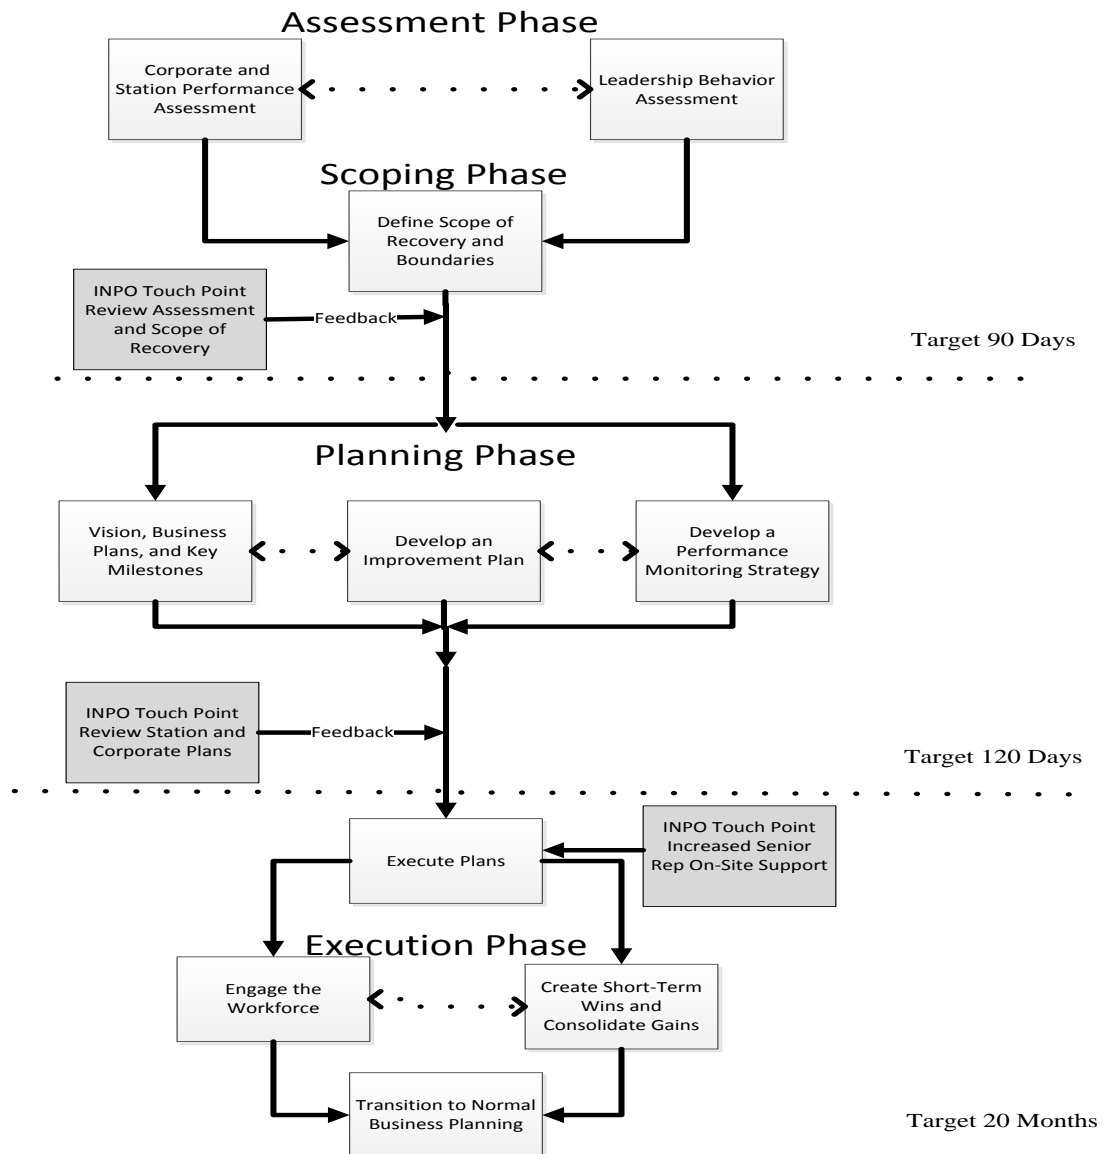 Assessment Phase
Corporate and
Station Performance
Assessment
Leadership Behavior
Assessment
Scoping Phase
Define Scope of
Recovery and
Boundaries
INPO Touch Point
Review Assessment
and Scope of
Recovery
Feedback
Target 90 Days
Planning Phase
Vision, Business
Plans, and Key
Milestones
Develop an
Improvement Plan
Develop a
Performance
Monitoring Strategy
INPO Touch Point
Review Station and
Corporate Plans
Feedback
Target 120 Days
Execute Plans
INPO Touch Point
Increased Senior
Rep On-Site Support
Execution Phase
Engage the
Workforce
Create Short-Term
Wins and
Consolidate Gains
Transition to Normal
Business Planning
Target 20 Months